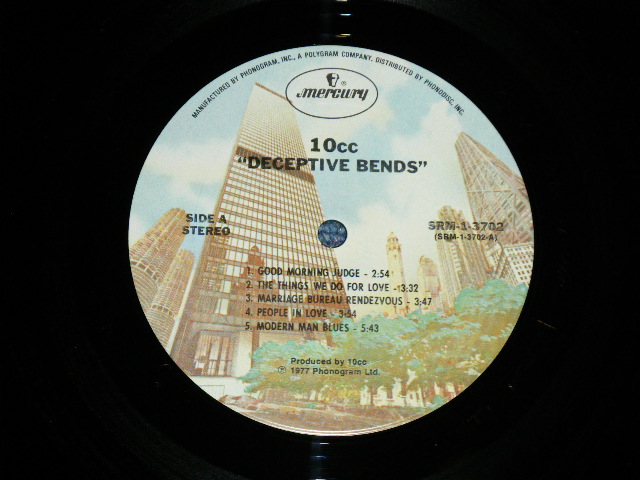 MANUFACTURED BY PHONOGRAM, INC., A POLYGRAM COMPANY. DISTRIBUTED BY PHONODISC, INC.
mercury
®
10cc
"DECEPTIVE BENDS"
SIDE A
STEREO
SRM-1-3702
(SRM-1-3702-A)
1. GOOD MORNING JUDGE - 2:54
2. THE THINGS WE DO FOR LOVE - 3:32
3. MARRIAGE BUREAU RENDEZVOUS - 3:47
4. PEOPLE IN LOVE - 3:54
5. MODERN MAN BLUES - 5:43
Produced by 10cc
℗ 1977 Phonogram Ltd.